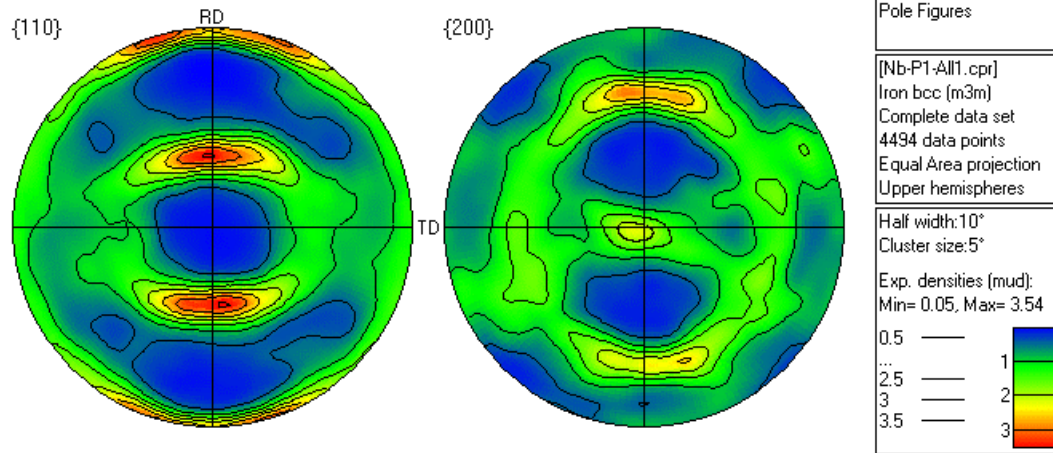 {110}
RD
TD
{200}
Pole Figures
[Nb-P1-All1.cpr]
Iron bcc (m3m)
Complete data set
4494 data points
Equal Area projection
Upper hemispheres
Half width:10°
Cluster size:5°
Exp. densities (mud):
Min= 0.05, Max= 3.54
0.5
...
2.5
3
3.5
1
2
3